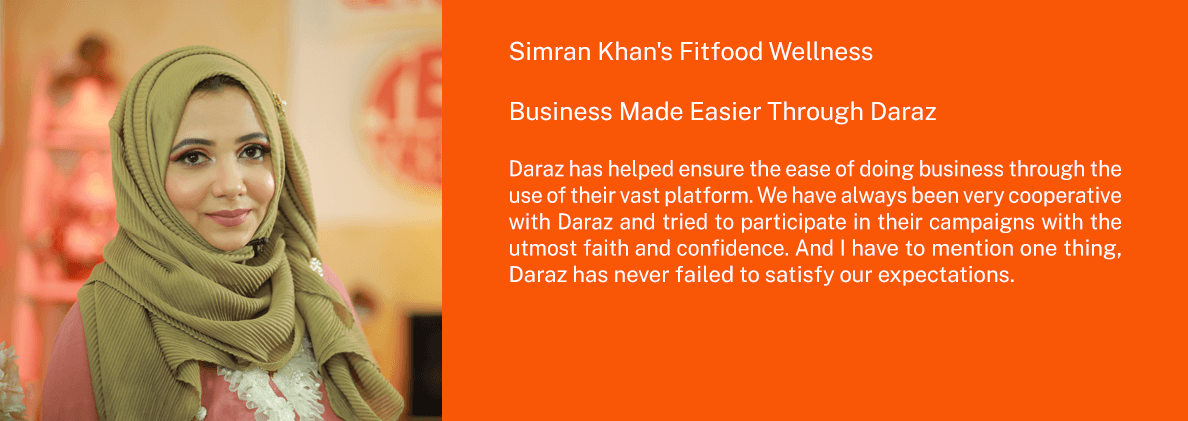 Simran Khan's Fitfood Wellness
Business Made Easier Through Daraz
Daraz has helped ensure the ease of doing business through the
use of their vast platform. We have always been very cooperative
with Daraz and tried to participate in their campaigns with the
utmost faith and confidence. And I have to mention one thing,
Daraz has never failed to satisfy our expectations.